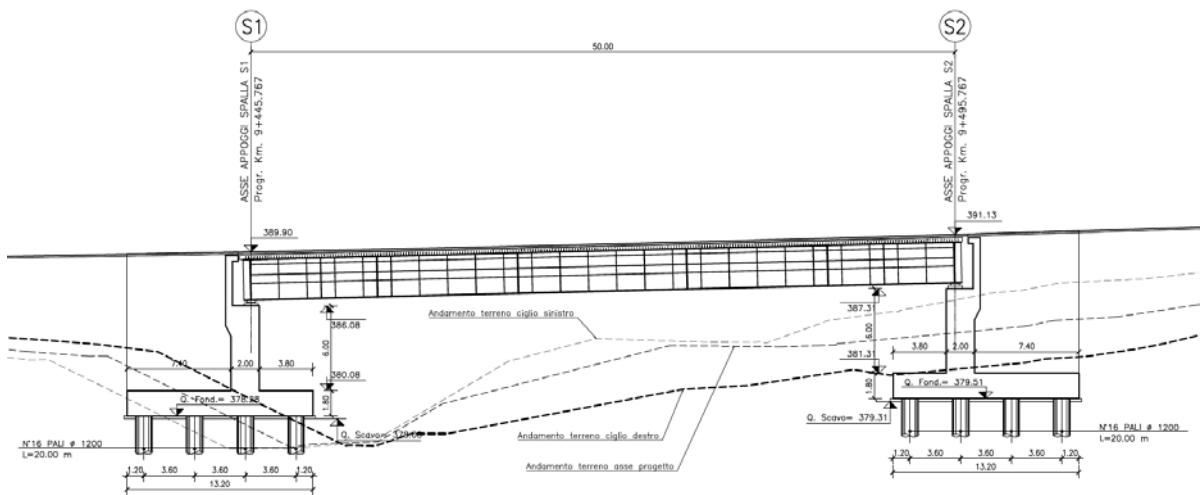 S1
S2
50.00
ASSE APPOGGI SPALLA S1
Progr. Km. 9+445.767
ASSE APPOGGI SPALLA S2
Progr. Km. 9+495.767
389.90
391.13
386.08
6.00
380.08
1.80
387.31
6.00
381.31
1.80
Andamento terreno ciglio sinistro
7.40
2.00
3.80
3.80
2.00
7.40
Q. Fond.= 378.28
Q. Fond.= 379.51
Q. Scavo=
Q. Scavo= 379.31
Andamento terreno ciglio destro
Andamento terreno asse progetto
N°16 PALI ø 1200
L=20.00 m
N°16 PALI ø 1200
L=20.00 m
1.20
3.60
3.60
3.60
1.20
13.20
1.20
3.60
3.60
3.60
1.20
13.20